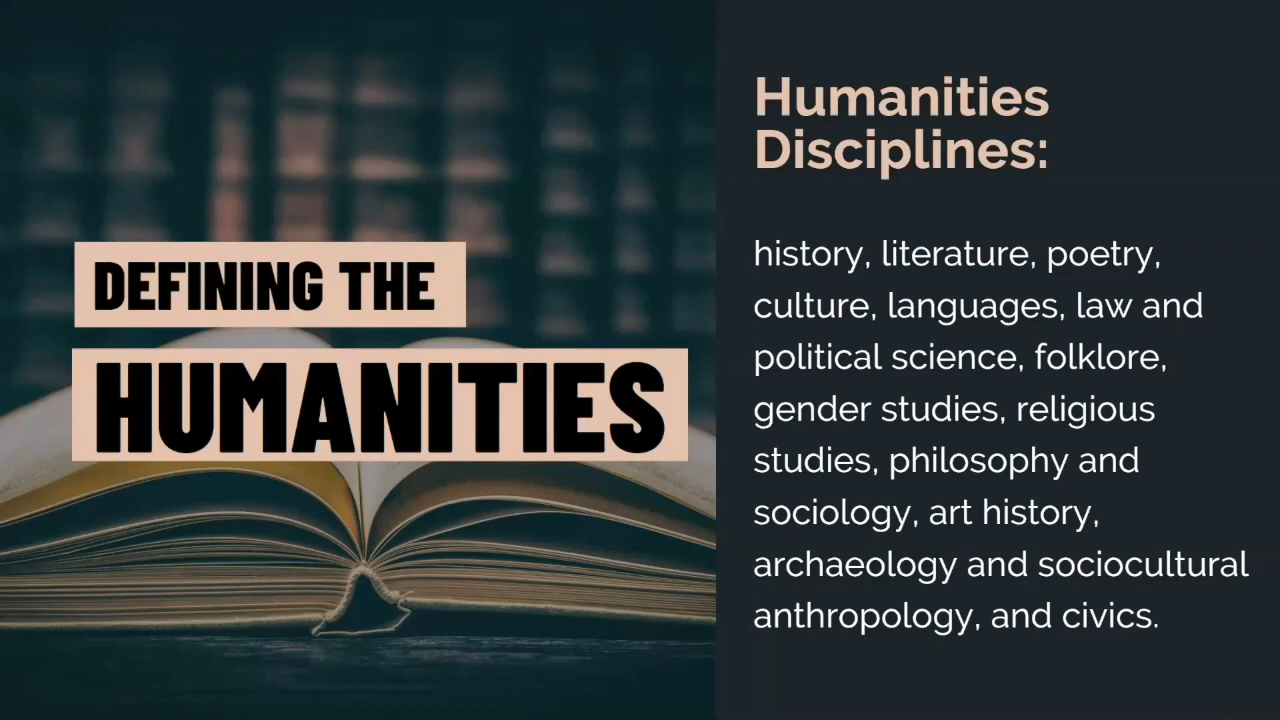 DEFINING THE
HUMANITIES
Humanities
Disciplines:
history, literature, poetry,
culture, languages, law and
political science, folklore,
gender studies, religious
studies, philosophy and
sociology, art history,
archaeology and sociocultural
anthropology, and civics.